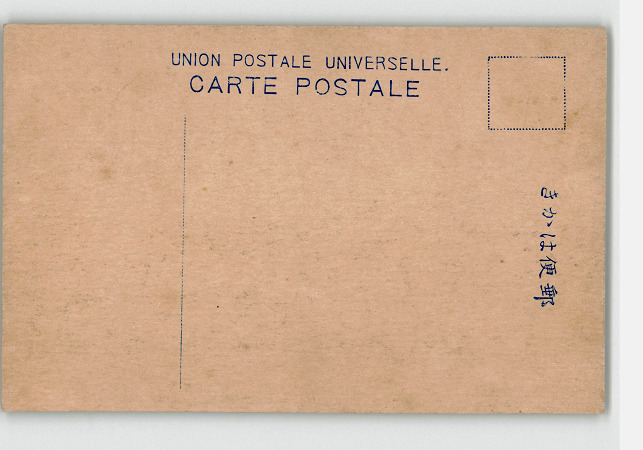 UNION POSTALE UNIVERSELLE.
CARTE POSTALE
きかは便郵